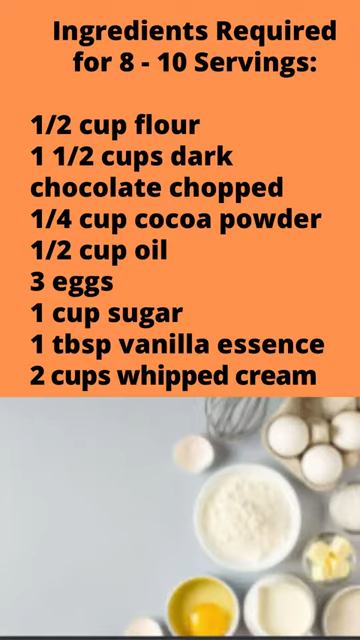 Ingredients Required
for 8 - 10 Servings:
1/2 cup flour
1 1/2 cups dark
chocolate chopped
1/4 cup cocoa powder
1/2 cup oil
3 eggs
1 cup sugar
1 tbsp vanilla essence
2 cups whipped cream